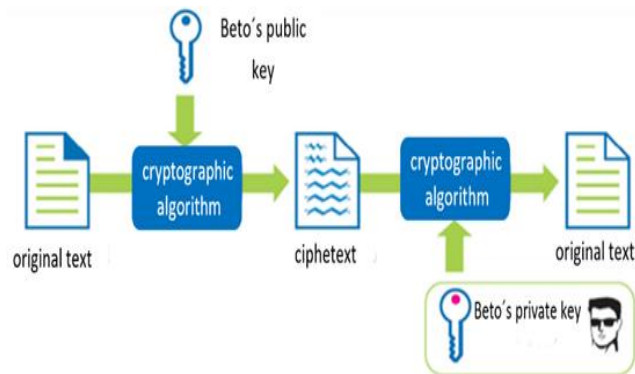 Beto´s public
key
original text
cryptographic
algorithm
ciphetext
cryptographic
algorithm
original text
Beto´s private key